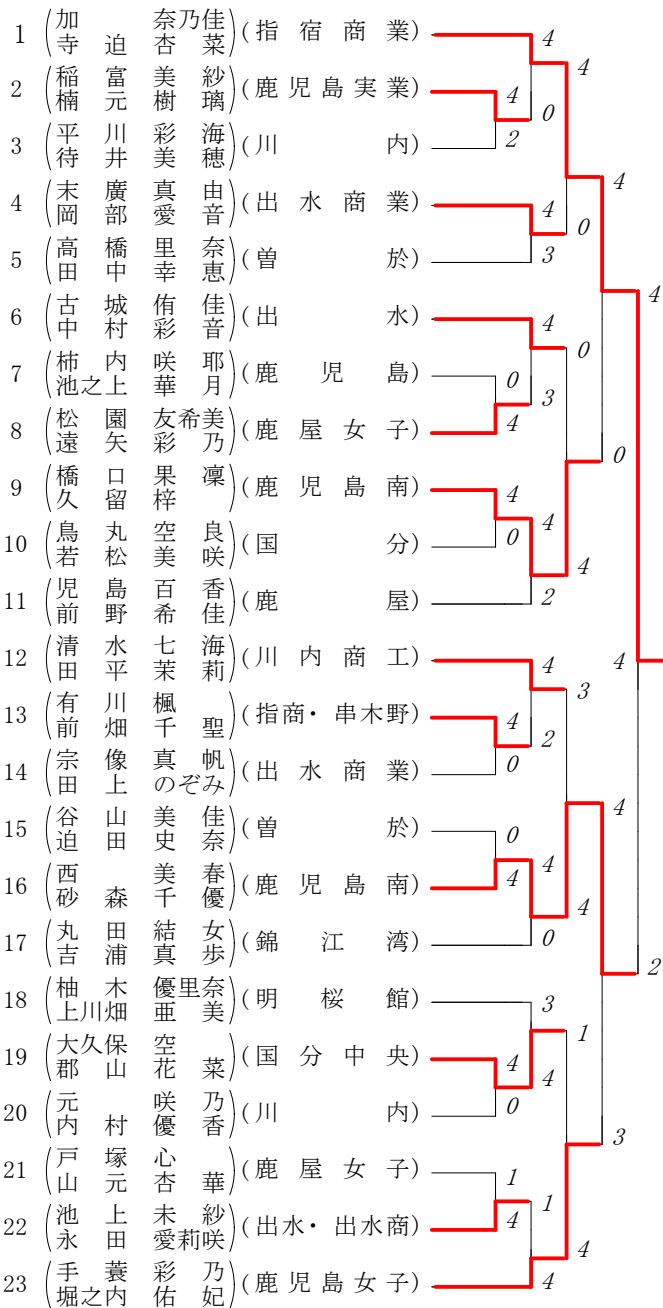 1 加 奈乃佳 寺迫杏菜 (指宿商業)
4
4
2 稲富美紗 楠元樹璃 (鹿児島実業)
4
0
3 平川彩海 待井美穂 (川内)
2
4
4 末廣真由 岡部愛音 (出水商業)
4
0
5 高橋里奈 田中幸恵 (曽於)
3
4
6 古城侑佳 中村彩音 (出水)
4
0
7 柿内咲耶 池之上華月 (鹿児島)
0
3
8 松園友希美 遠矢彩乃 (鹿屋女子)
4
0
9 橋口果凜 久留梓 (鹿児島南)
4
4
10 鳥丸空良 若松美咲 (国分)
0
4
11 児島百香 前野希佳 (鹿屋)
2
12 清水七海 田平茉莉 (川内商工)
4
4
3
13 有川楓 前畑千聖 (指商・串木野)
4
2
14 宗像真帆 田上のぞみ (出水商業)
0
4
15 谷山美佳 迫田史奈 (曽於)
0
4
16 西 美春 砂森千優 (鹿児島南)
4
4
17 丸田結女 吉浦真歩 (錦江湾)
0
2
18 柚木優里奈 上川畑亜美 (明桜館)
3
1
19 大久保空 郡山花菜 (国分中央)
4
4
20 元 咲乃 内村優香 (川内)
0
3
21 戸塚心 山元杏華 (鹿屋女子)
1
1
22 池上未紗 永田愛莉咲 (出水・出水商)
4
4
23 手蓑彩乃 堀之内佑妃 (鹿児島女子)
4